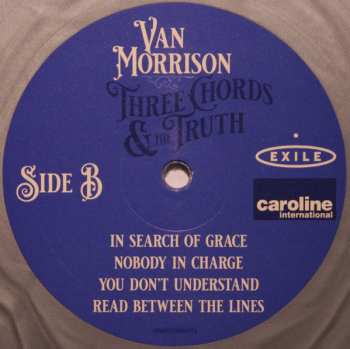 VAN
MORRISON
THREE CHORDS
& THE TRUTH
SIDE B
EXILE
caroline
international
IN SEARCH OF GRACE
NOBODY IN CHARGE
YOU DON'T UNDERSTAND
READ BETWEEN THE LINES